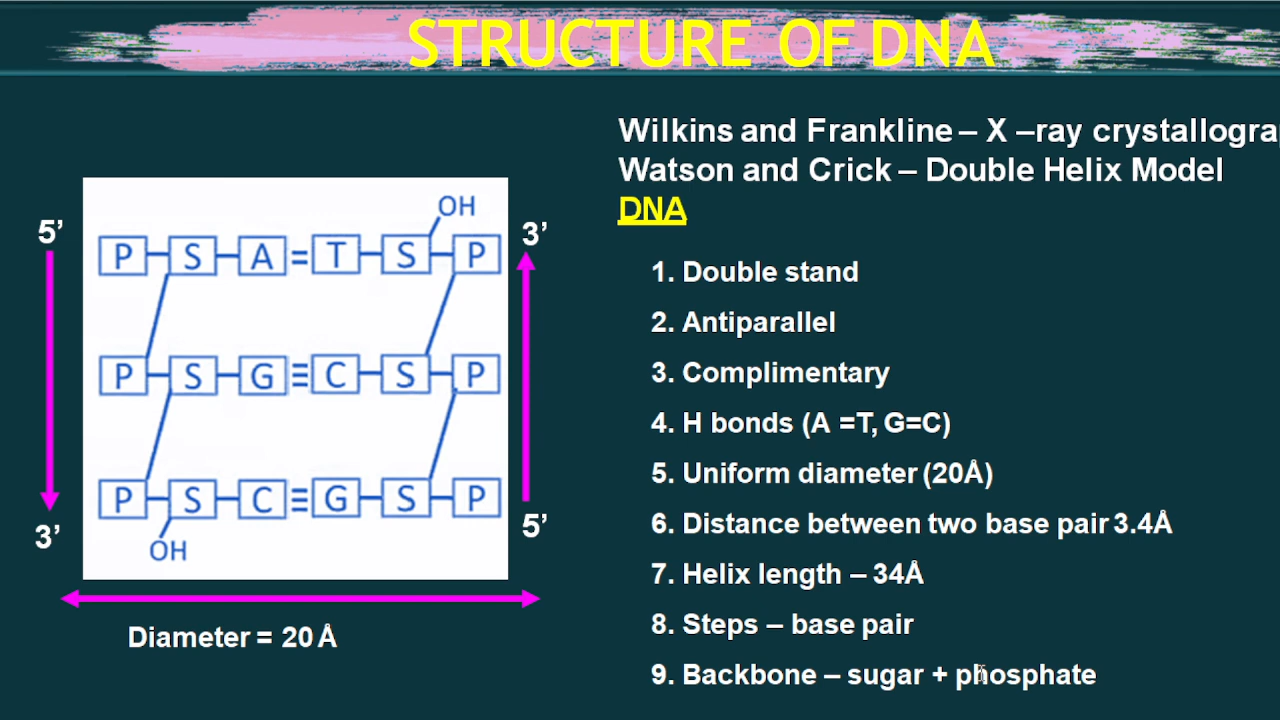 STRUCTURE OF DNA
Wilkins and Frankline – X –ray
Watson and Crick – Double Helix Model
DNA
5’
3’
OH
P S A = T S P
P S G ≡ C S P
P S C ≡ G S P
OH
3’
5’
Diameter = 20 Å
1. Double stand
2. Antiparallel
3. Complimentary
4. H bonds (A =T, G=C)
5. Uniform diameter (20Å)
6. Distance between two base pair 3.4Å
7. Helix length – 34Å
8. Steps – base pair
9. Backbone – sugar + phosphate